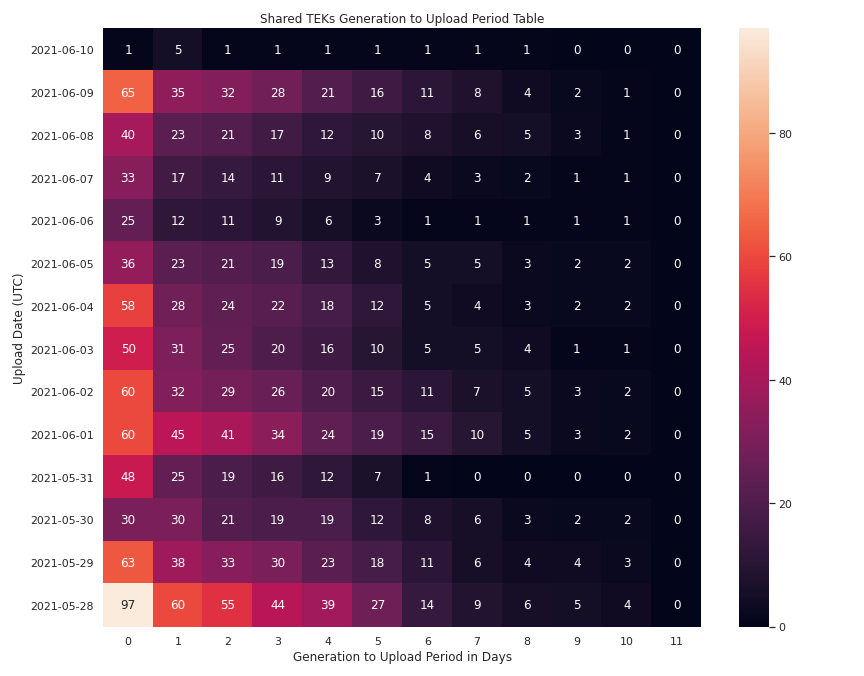 Shared TEKs Generation to Upload Period Table
Upload Date (UTC)
2021-06-10 1 5 1 1 1 1 1 1 1 0 0 0
2021-06-09 65 35 32 28 21 16 11 8 4 2 1 0
2021-06-08 40 23 21 17 12 10 8 6 5 3 1 0
2021-06-07 33 17 14 11 9 7 4 3 2 1 1 0
2021-06-06 25 12 11 9 6 3 1 1 1 1 1 0
2021-06-05 36 23 21 19 13 8 5 5 3 2 2 0
2021-06-04 58 28 24 22 18 12 5 4 3 2 2 0
2021-06-03 50 31 25 20 16 10 5 5 4 1 1 0
2021-06-02 60 32 29 26 20 15 11 7 5 3 2 0
2021-06-01 60 45 41 34 24 19 15 10 5 3 2 0
2021-05-31 48 25 19 16 12 7 1 0 0 0 0 0
2021-05-30 30 30 21 19 19 12 8 6 3 2 2 0
2021-05-29 63 38 33 30 23 18 11 6 4 4 3 0
2021-05-28 97 60 55 44 39 27 14 9 6 5 4 0
0 1 2 3 4 5 6 7 8 9 10 11
Generation to Upload Period in Days
80
60
40
20
0